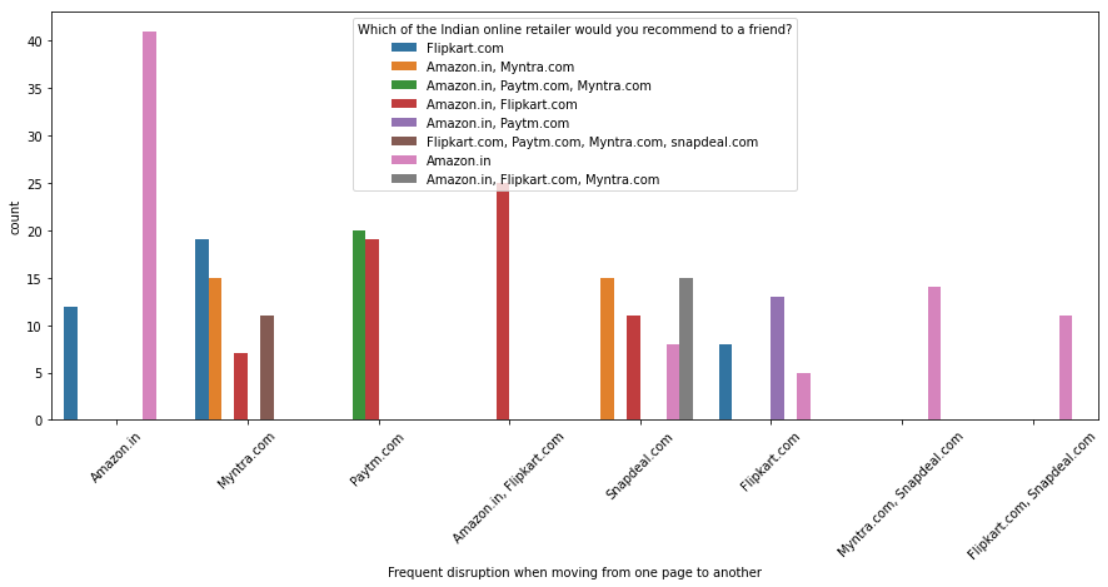 Which of the Indian online retailer would you recommend to a friend?
Flipkart.com
Amazon.in, Myntra.com
Amazon.in, Paytm.com, Myntra.com
Amazon.in, Flipkart.com
Amazon.in, Paytm.com
Flipkart.com, Paytm.com, Myntra.com, snapdeal.com
Amazon.in
Amazon.in, Flipkart.com, Myntra.com
count
40
35
30
25
20
15
10
5
0
Amazon.in
Myntra.com
Paytm.com
Amazon.in, Flipkart.com
Snapdeal.com
Flipkart.com
Myntra.com, Snapdeal.com
Flipkart.com, Snapdeal.com
Frequent disruption when moving from one page to another